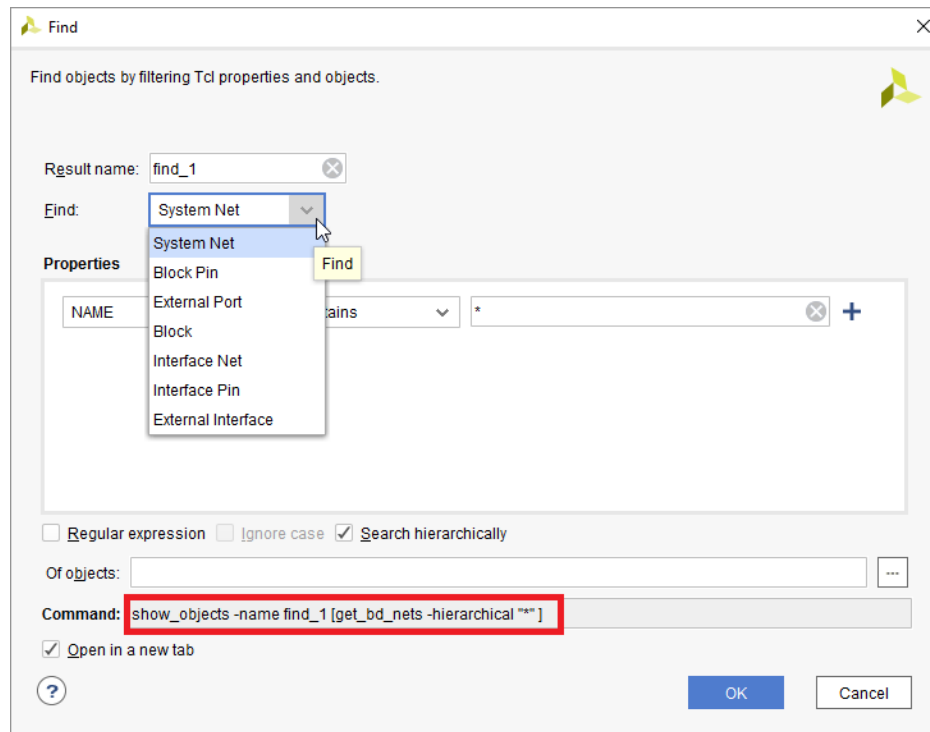 Find
Find objects by filtering Tcl properties and objects.
Result name: find_1
Find: System Net
System Net
Find
Block Pin
External Port
Block
Interface Net
Interface Pin
External Interface
Properties
NAME tains *
Regular expression Ignore case Search hierarchically
Of objects: ...
Command: show_objects -name find_1 [get_bd_nets -hierarchical "*" ]
Open in a new tab
? OK Cancel